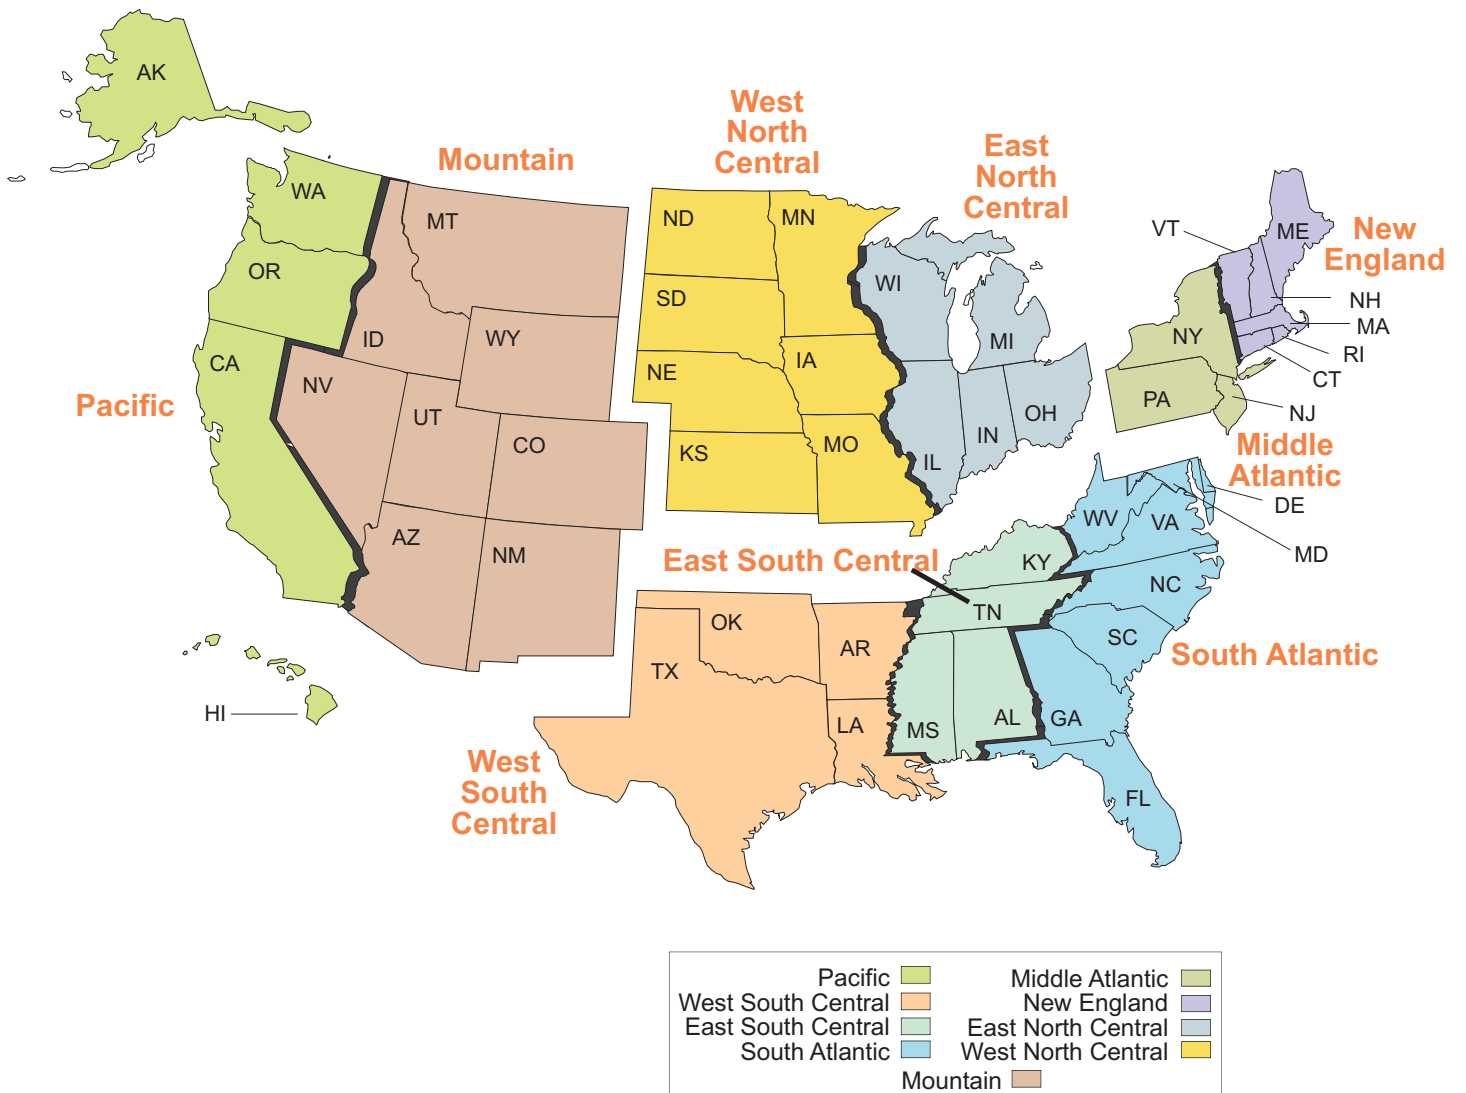 AK
West
North
Central
East
North
Central
Mountain
WA
MT
ND
MN
VT
ME
New
England
OR
SD
WI
NH
MA
ID
WY
MI
NY
RI
CA
NV
NE
IA
CT
Pacific
UT
PA
NJ
OH
CO
KS
MO
IN
IL
Middle
Atlantic
DE
AZ
NM
WV
VA
MD
East South Central
KY
NC
TN
OK
AR
SC
South Atlantic
TX
HI
LA
MS
AL
GA
West
South
Central
FL
Pacific
Middle Atlantic
West South Central
New England
East South Central
East North Central
South Atlantic
West North Central
Mountain